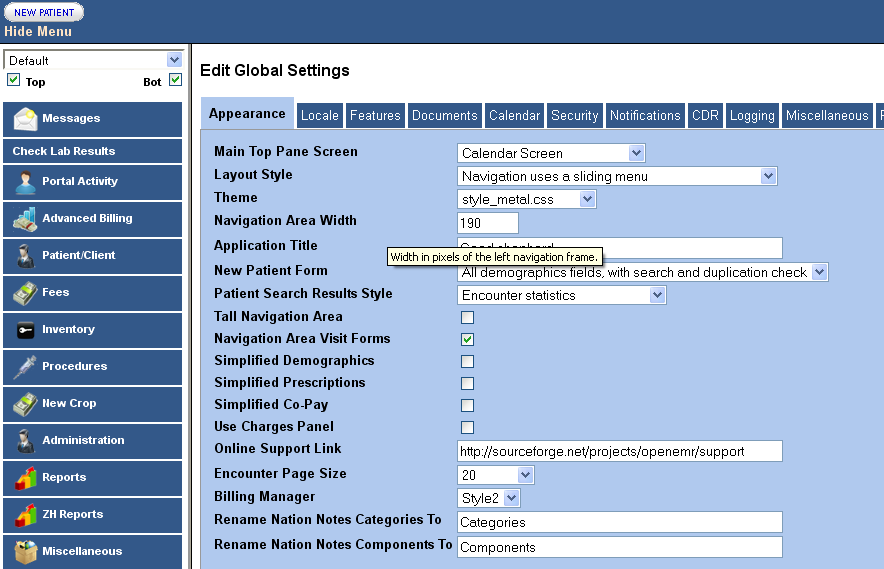 NEW PATIENT
Hide Menu
Default
Top Bot
Messages
Check Lab Results
Portal Activity
Advanced Billing
Patient/Client
Fees
Inventory
Procedures
New Crop
Administration
Reports
ZH Reports
Miscellaneous
Edit Global Settings
Appearance Locale Features Documents Calendar Security Notifications CDR Logging Miscellaneous
Main Top Pane Screen Calendar Screen
Layout Style Navigation uses a sliding menu
Theme style_metal.css
Navigation Area Width 190
Application Title
Width in pixels of the left navigation frame.
New Patient Form All demographics fields, with search and duplication check
Patient Search Results Style Encounter statistics
Tall Navigation Area
Navigation Area Visit Forms
Simplified Demographics
Simplified Prescriptions
Simplified Co-Pay
Use Charges Panel
Online Support Link http://sourceforge.net/projects/openemr/support
Encounter Page Size 20
Billing Manager Style2
Rename Nation Notes Categories To Categories
Rename Nation Notes Components To Components